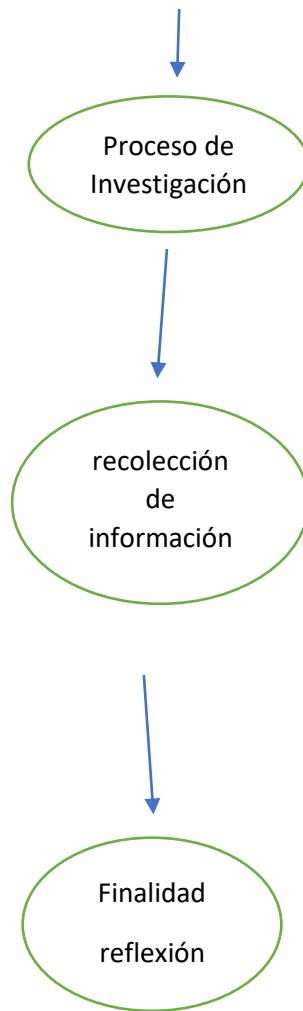 Proceso de
Investigación
recolección
de
información
Finalidad
reflexión